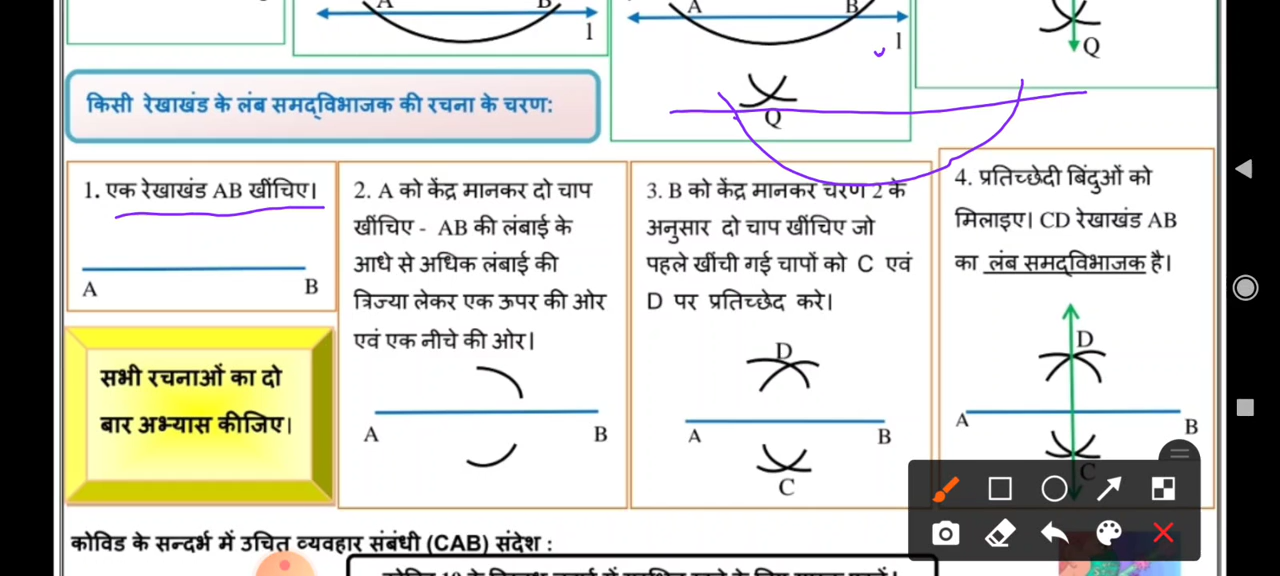 A B
l
A B
l
Q
Q
किसी रेखाखंड के लंब समद्विभाजक की रचना के चरण:
1. एक रेखाखंड AB खींचिए।
A B
सभी रचनाओं का दो
बार अभ्यास कीजिए।
2. A को केंद्र मानकर दो चाप
खींचिए - AB की लंबाई के
आधे से अधिक लंबाई की
त्रिज्या लेकर एक ऊपर की ओर
एवं एक नीचे की ओर।
A B
3. B को केंद्र मानकर चरण 2 के
अनुसार दो चाप खींचिए जो
पहले खींची गई चापों को C एवं
D पर प्रतिच्छेद करे।
D
A B
C
4. प्रतिच्छेदी बिंदुओं को
मिलाइए। CD रेखाखंड AB
का लंब समद्विभाजक है।
D
A B
C
कोविड के सन्दर्भ में उचित व्यवहार संबंधी (CAB) संदेश :